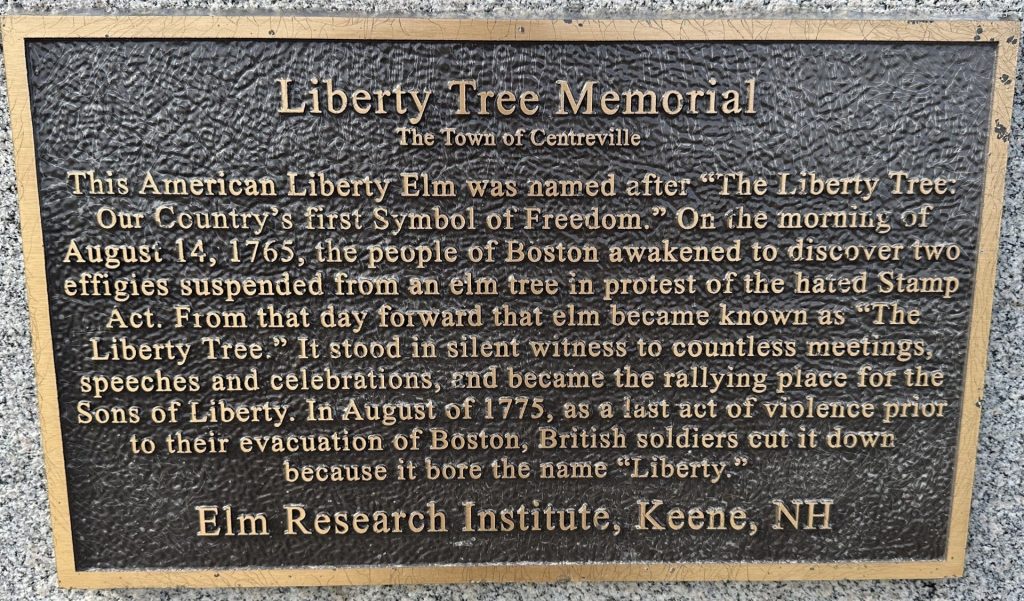 Liberty Tree Memorial
The Town of Centreville
This American Liberty Elm was named after “The Liberty Tree:
Our Country’s first Symbol of Freedom.” On the morning of
August 14, 1765, the people of Boston awakened to discover two
effigies suspended from an elm tree in protest of the hated Stamp
Act. From that day forward that elm became known as “The
Liberty Tree.” It stood in silent witness to countless meetings,
speeches and celebrations, and became the rallying place for the
Sons of Liberty. In August of 1775, as a last act of violence prior
to their evacuation of Boston, British soldiers cut it down
because it bore the name “Liberty.”
Elm Research Institute, Keene, NH